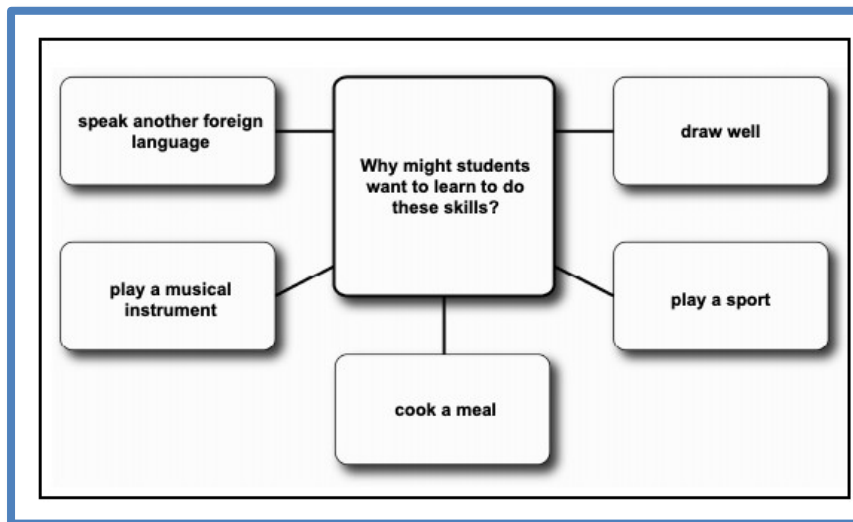 speak another foreign
language
Why might students
want to learn to do
these skills?
draw well
play a musical
instrument
play a sport
cook a meal